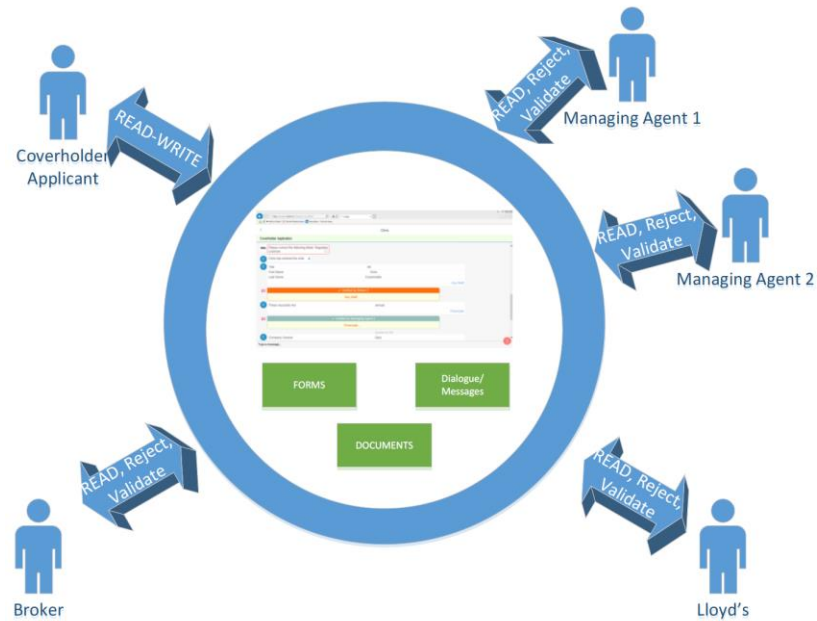 READ-WRITE
Coverholder
Applicant
READ, Reject,
Validate
Managing Agent 1
READ, Reject,
Validate
Managing Agent 2
FORMS
Dialogue/
Messages
DOCUMENTS
READ, Reject,
Validate
Broker
READ, Reject,
Validate
Lloyd's